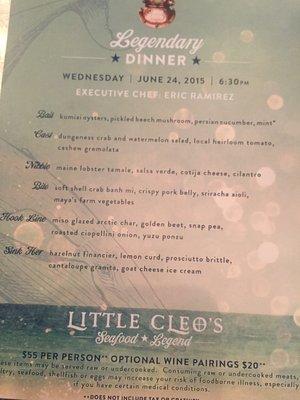 Legendary
DINNER
WEDNESDAY | JUNE 24, 2015 | 6:30PM
EXECUTIVE CHEF: ERIC RAMIREZ
Bait kumiai oysters, pickled beech mushroom, persian cucumber, mint*
Cast dungeness crab and watermelon salad, local heirloom tomato,
cashew gremolata
Nibble maine lobster tamale, salsa verde, cotija cheese, cilantro
Bite soft shell crab banh mi, crispy pork belly, sriracha aioli,
maya's farm vegetables
Hook Line miso glazed arctic char, golden beet, snap pea,
roasted cipollini onion, yuzu ponzu
Sink Her hazelnut financier, lemon curd, prosciutto brittle,
cantaloupe granita, goat cheese ice cream
LITTLE CLEO'S
Seafood Legend
$55 PER PERSON** OPTIONAL WINE PAIRINGS $20**
these items may be served raw or undercooked. Consuming raw or undercooked meats,
poultry, seafood, shellfish or eggs may increase your risk of foodborne illness, especially
if you have certain medical conditions.
**DOES NOT INCLUDE TAX OR GRATUITY